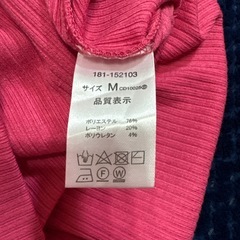 181-152103
サイズ M CD10026
品質表示
ポリエステル 76%
レーヨン 20%
ポリウレタン 4%